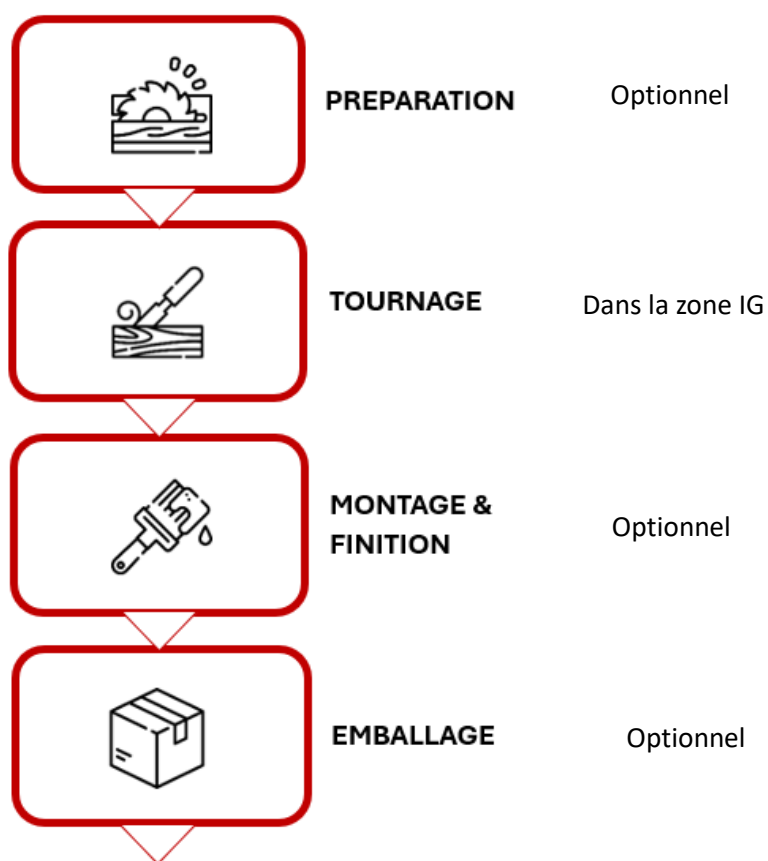 PREPARATION
Optionnel
TOURNAGE
Dans la zone IG
MONTAGE &
FINITION
Optionnel
EMBALLAGE
Optionnel